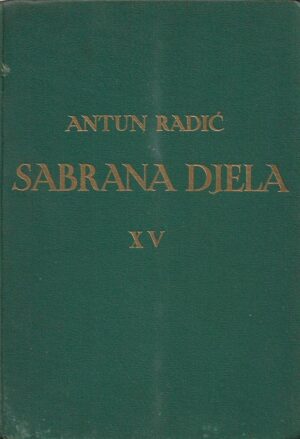 ANTUN RADIĆ
SABRANA DJELA
XV